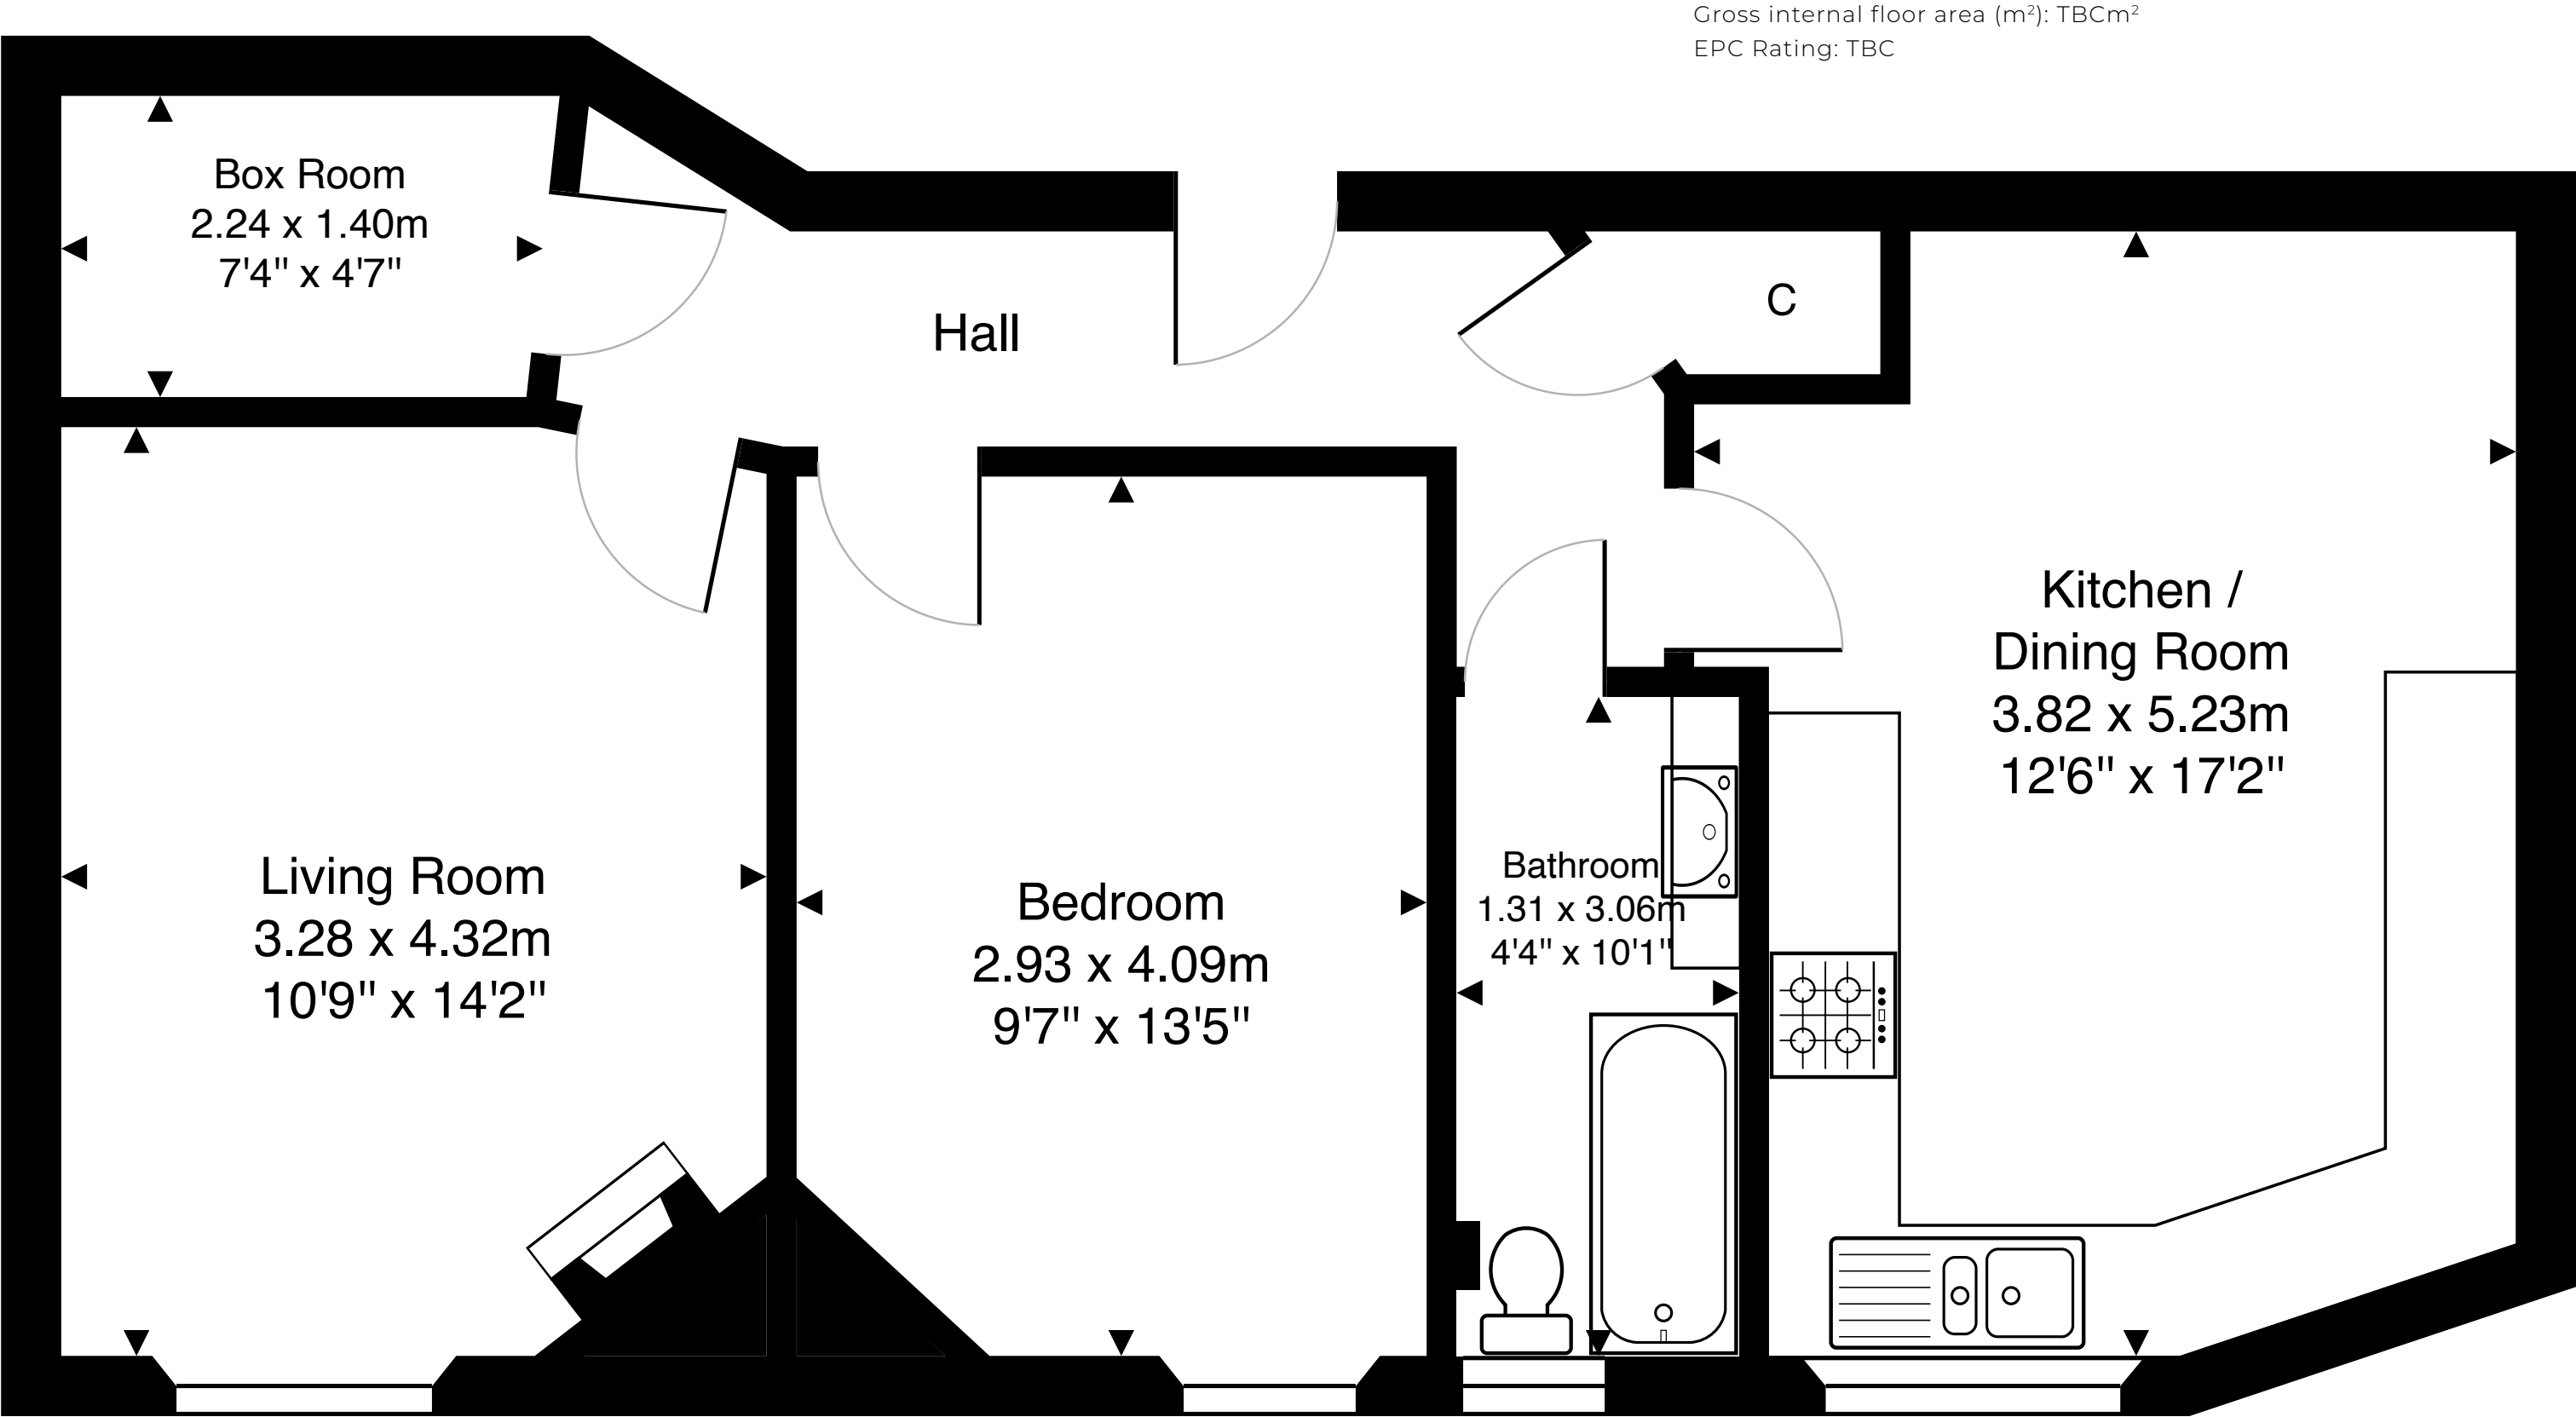 Gross internal floor area (m²): TBCm²
EPC Rating: TBC
Box Room
2.24 x 1.40m
7'4" x 4'7"
Hall
C
Kitchen /
Dining Room
3.82 x 5.23m
12'6" x 17'2"
Living Room
3.28 x 4.32m
10'9" x 14'2"
Bedroom
2.93 x 4.09m
9'7" x 13'5"
Bathroom
1.31 x 3.06m
4'4" x 10'1"